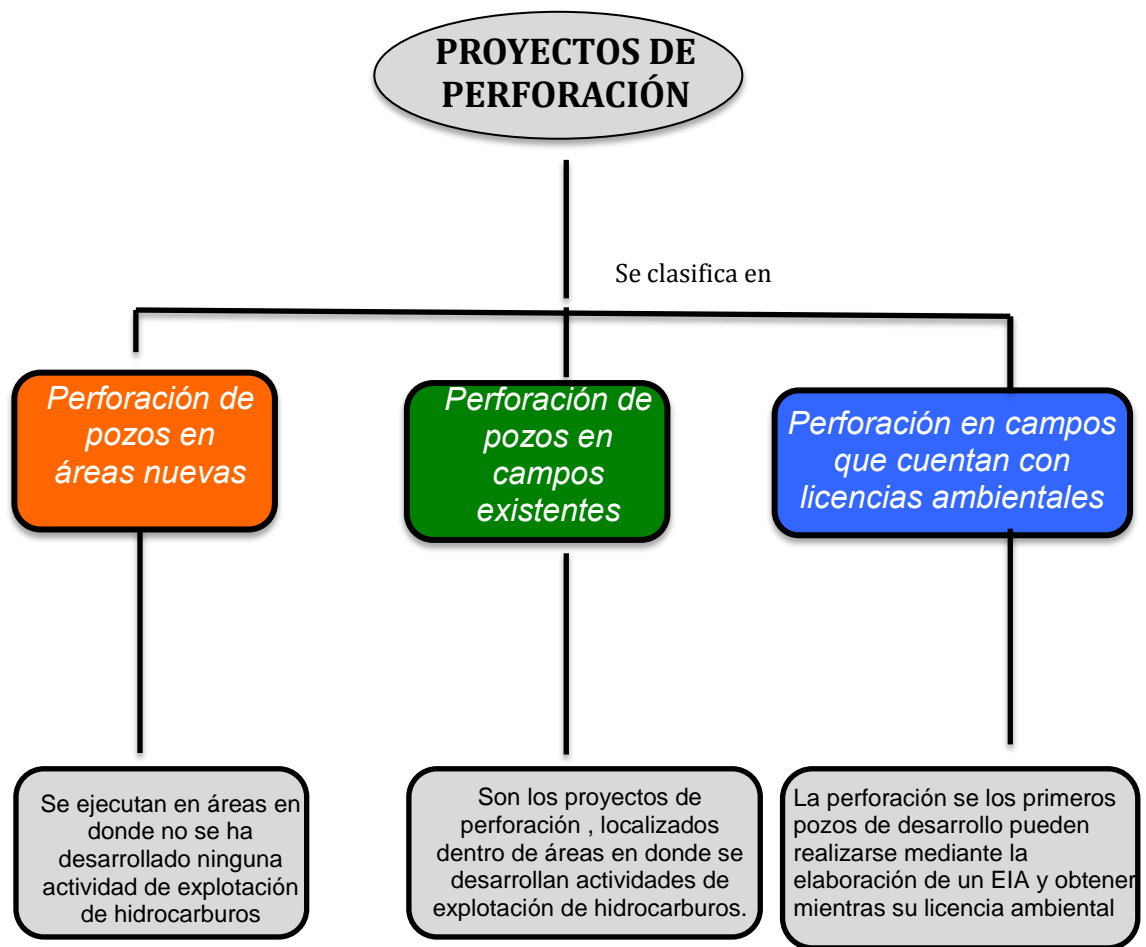 PROYECTOS DE
PERFORACIÓN
Se clasifica en
Perforación de
pozos en
áreas nuevas
Perforación de
pozos en
campos
existentes
Perforación en campos
que cuentan con
licencias ambientales
Se ejecutan en áreas en
donde no se ha
desarrollado ninguna
actividad de explotación
de hidrocarburos
Son los proyectos de
perforación , localizados
dentro de áreas en donde se
desarrollan actividades de
explotación de hidrocarburos.
La perforación se los primeros
pozos de desarrollo pueden
realizarse mediante la
elaboración de un EIA y obtener
mientras su licencia ambiental